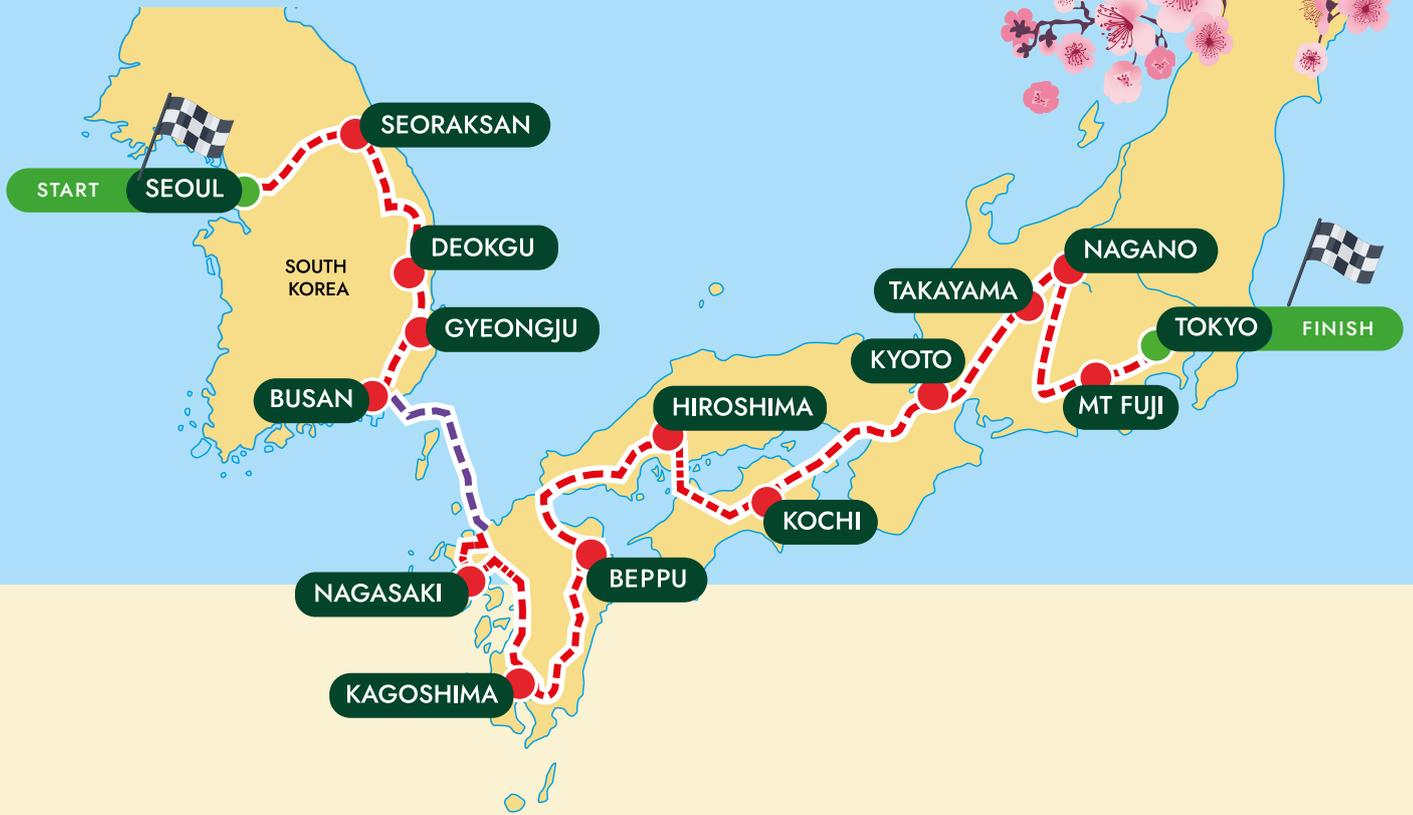 SEORAKSAN
START
SEOUL
DEOKGU
SOUTH
KOREA
GYEONGJU
BUSAN
NAGANO
TAKAYAMA
TOKYO
FINISH
KYOTO
MT FUJI
HIROSHIMA
KOCHI
BEPPU
NAGASAKI
KAGOSHIMA